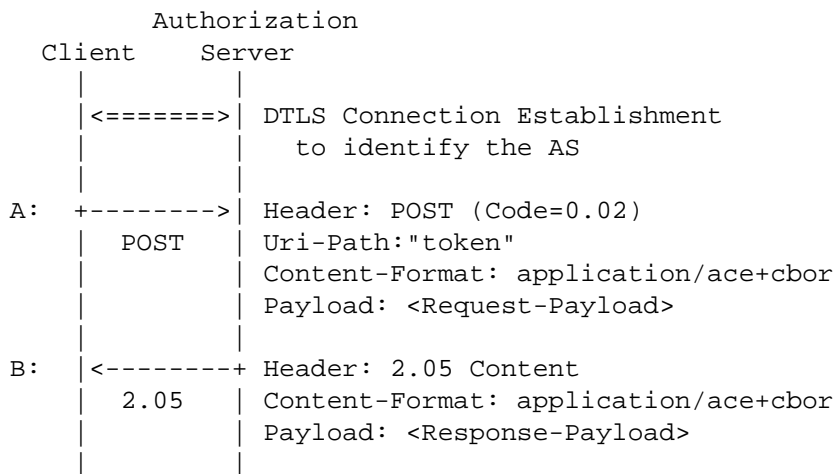 Authorization
  Client    Server
    |         |
    |<=======>| DTLS Connection Establishment
    |         |   to identify the AS
    |         |
A:  +-------->| Header: POST (Code=0.02)
    |  POST   | Uri-Path:"token"
    |         | Content-Format: application/ace+cbor
    |         | Payload: <Request-Payload>
    |         |
B:  |<--------+ Header: 2.05 Content
    |  2.05   | Content-Format: application/ace+cbor
    |         | Payload: <Response-Payload>
    |         |